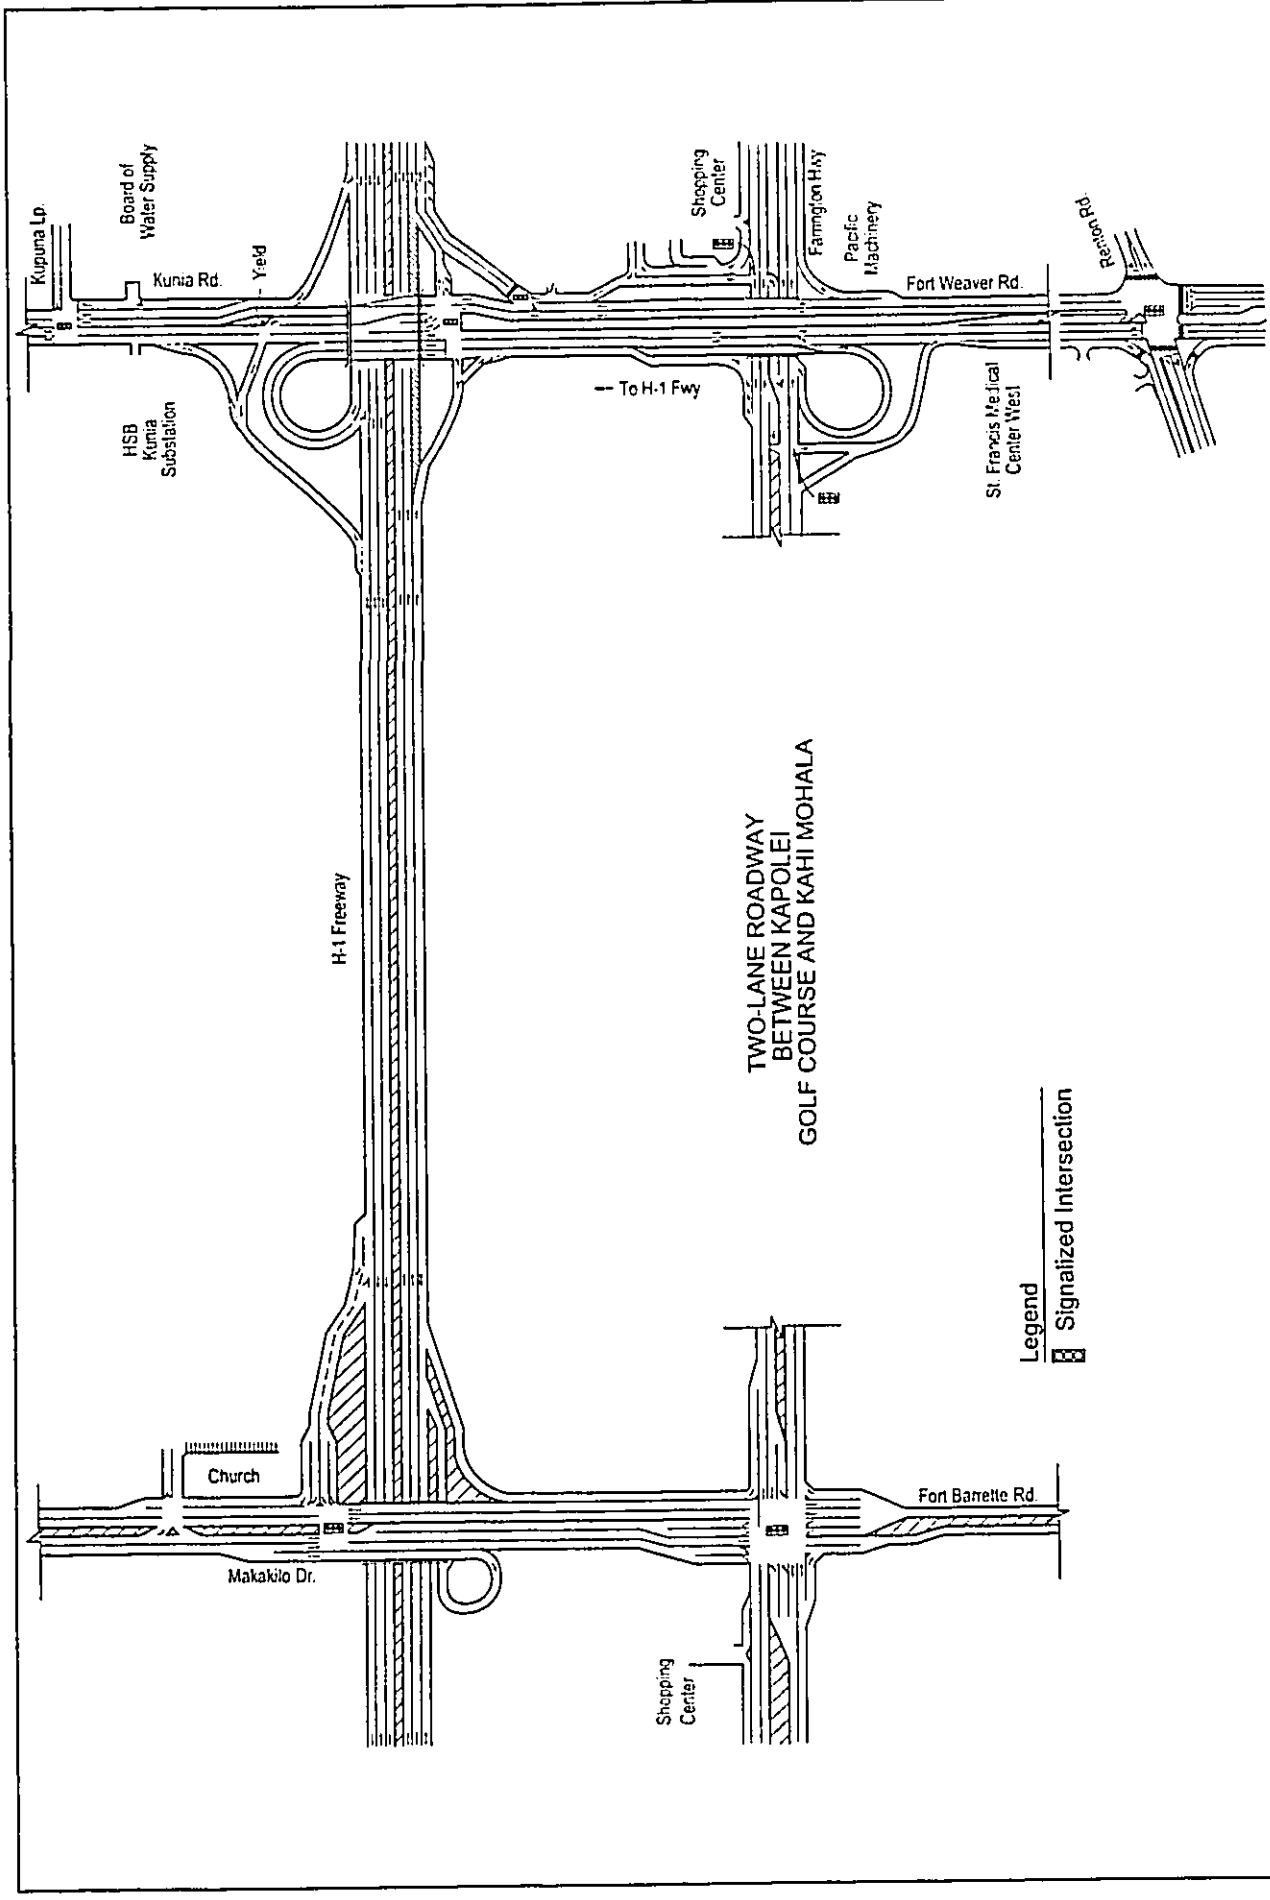 Kupuna Lp.
Board of
Water Supply
Kunia Rd.
Yield
HSB
Kunia
Substation
H-1 Freeway
Church
Makakilo Dr.
To H-1 Fwy
Shopping
Center
Farrington Hwy
Pacific
Machinery
Fort Weaver Rd.
Renton Rd.
St. Francis Medical
Center West
TWO-LANE ROADWAY
BETWEEN KAPOLEI
GOLF COURSE AND KAHI MOHALA
Shopping
Center
Fort Barrette Rd.
Legend
Signalized Intersection